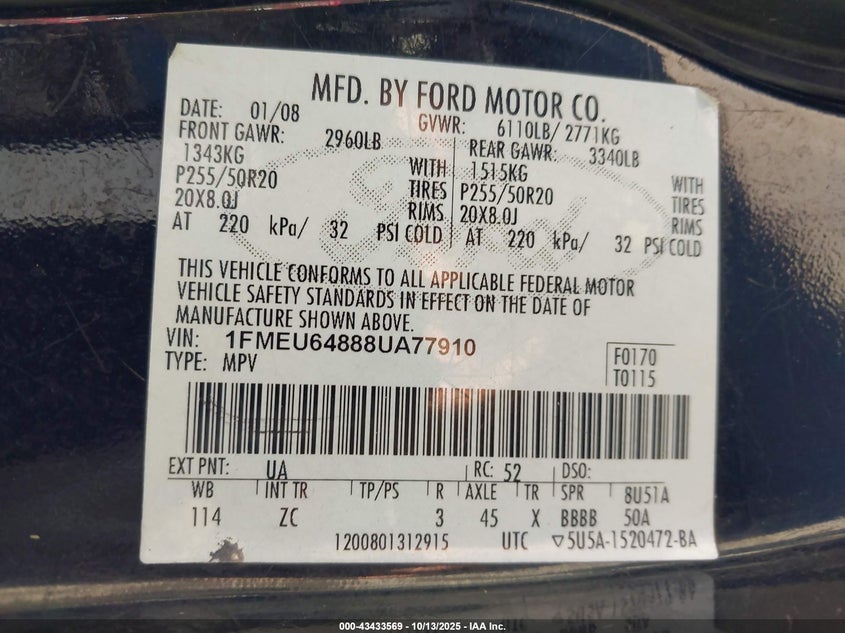 MFD. BY FORD MOTOR CO.
DATE: 01/08 GVWR: 6110LB/ 2771KG
FRONT GAWR: 2960LB REAR GAWR: 3340LB
1343KG WITH 1515KG WITH
P255/50R20 TIRES P255/50R20 TIRES
20X8.0J RIMS 20X8.0J RIMS
AT 220 kPa/ 32 PSI COLD AT 220 kPa/ 32 PSI COLD
THIS VEHICLE CONFORMS TO ALL APPLICABLE FEDERAL MOTOR
VEHICLE SAFETY STANDARDS IN EFFECT ON THE DATE OF
MANUFACTURE SHOWN ABOVE.
VIN: 1FMEU64888UA77910
TYPE: MPV
F0170
T0115
EXT PNT: UA RC: 52 DSO:
WB INT TR TP/PS R AXLE TR SPR 8U51A
114 ZC 3 45 X BBBB 50A
1200801312915 UTC ▽5U5A-1520472-BA
Ford
000-43433569 | 10/13/2025 - IAA Inc.